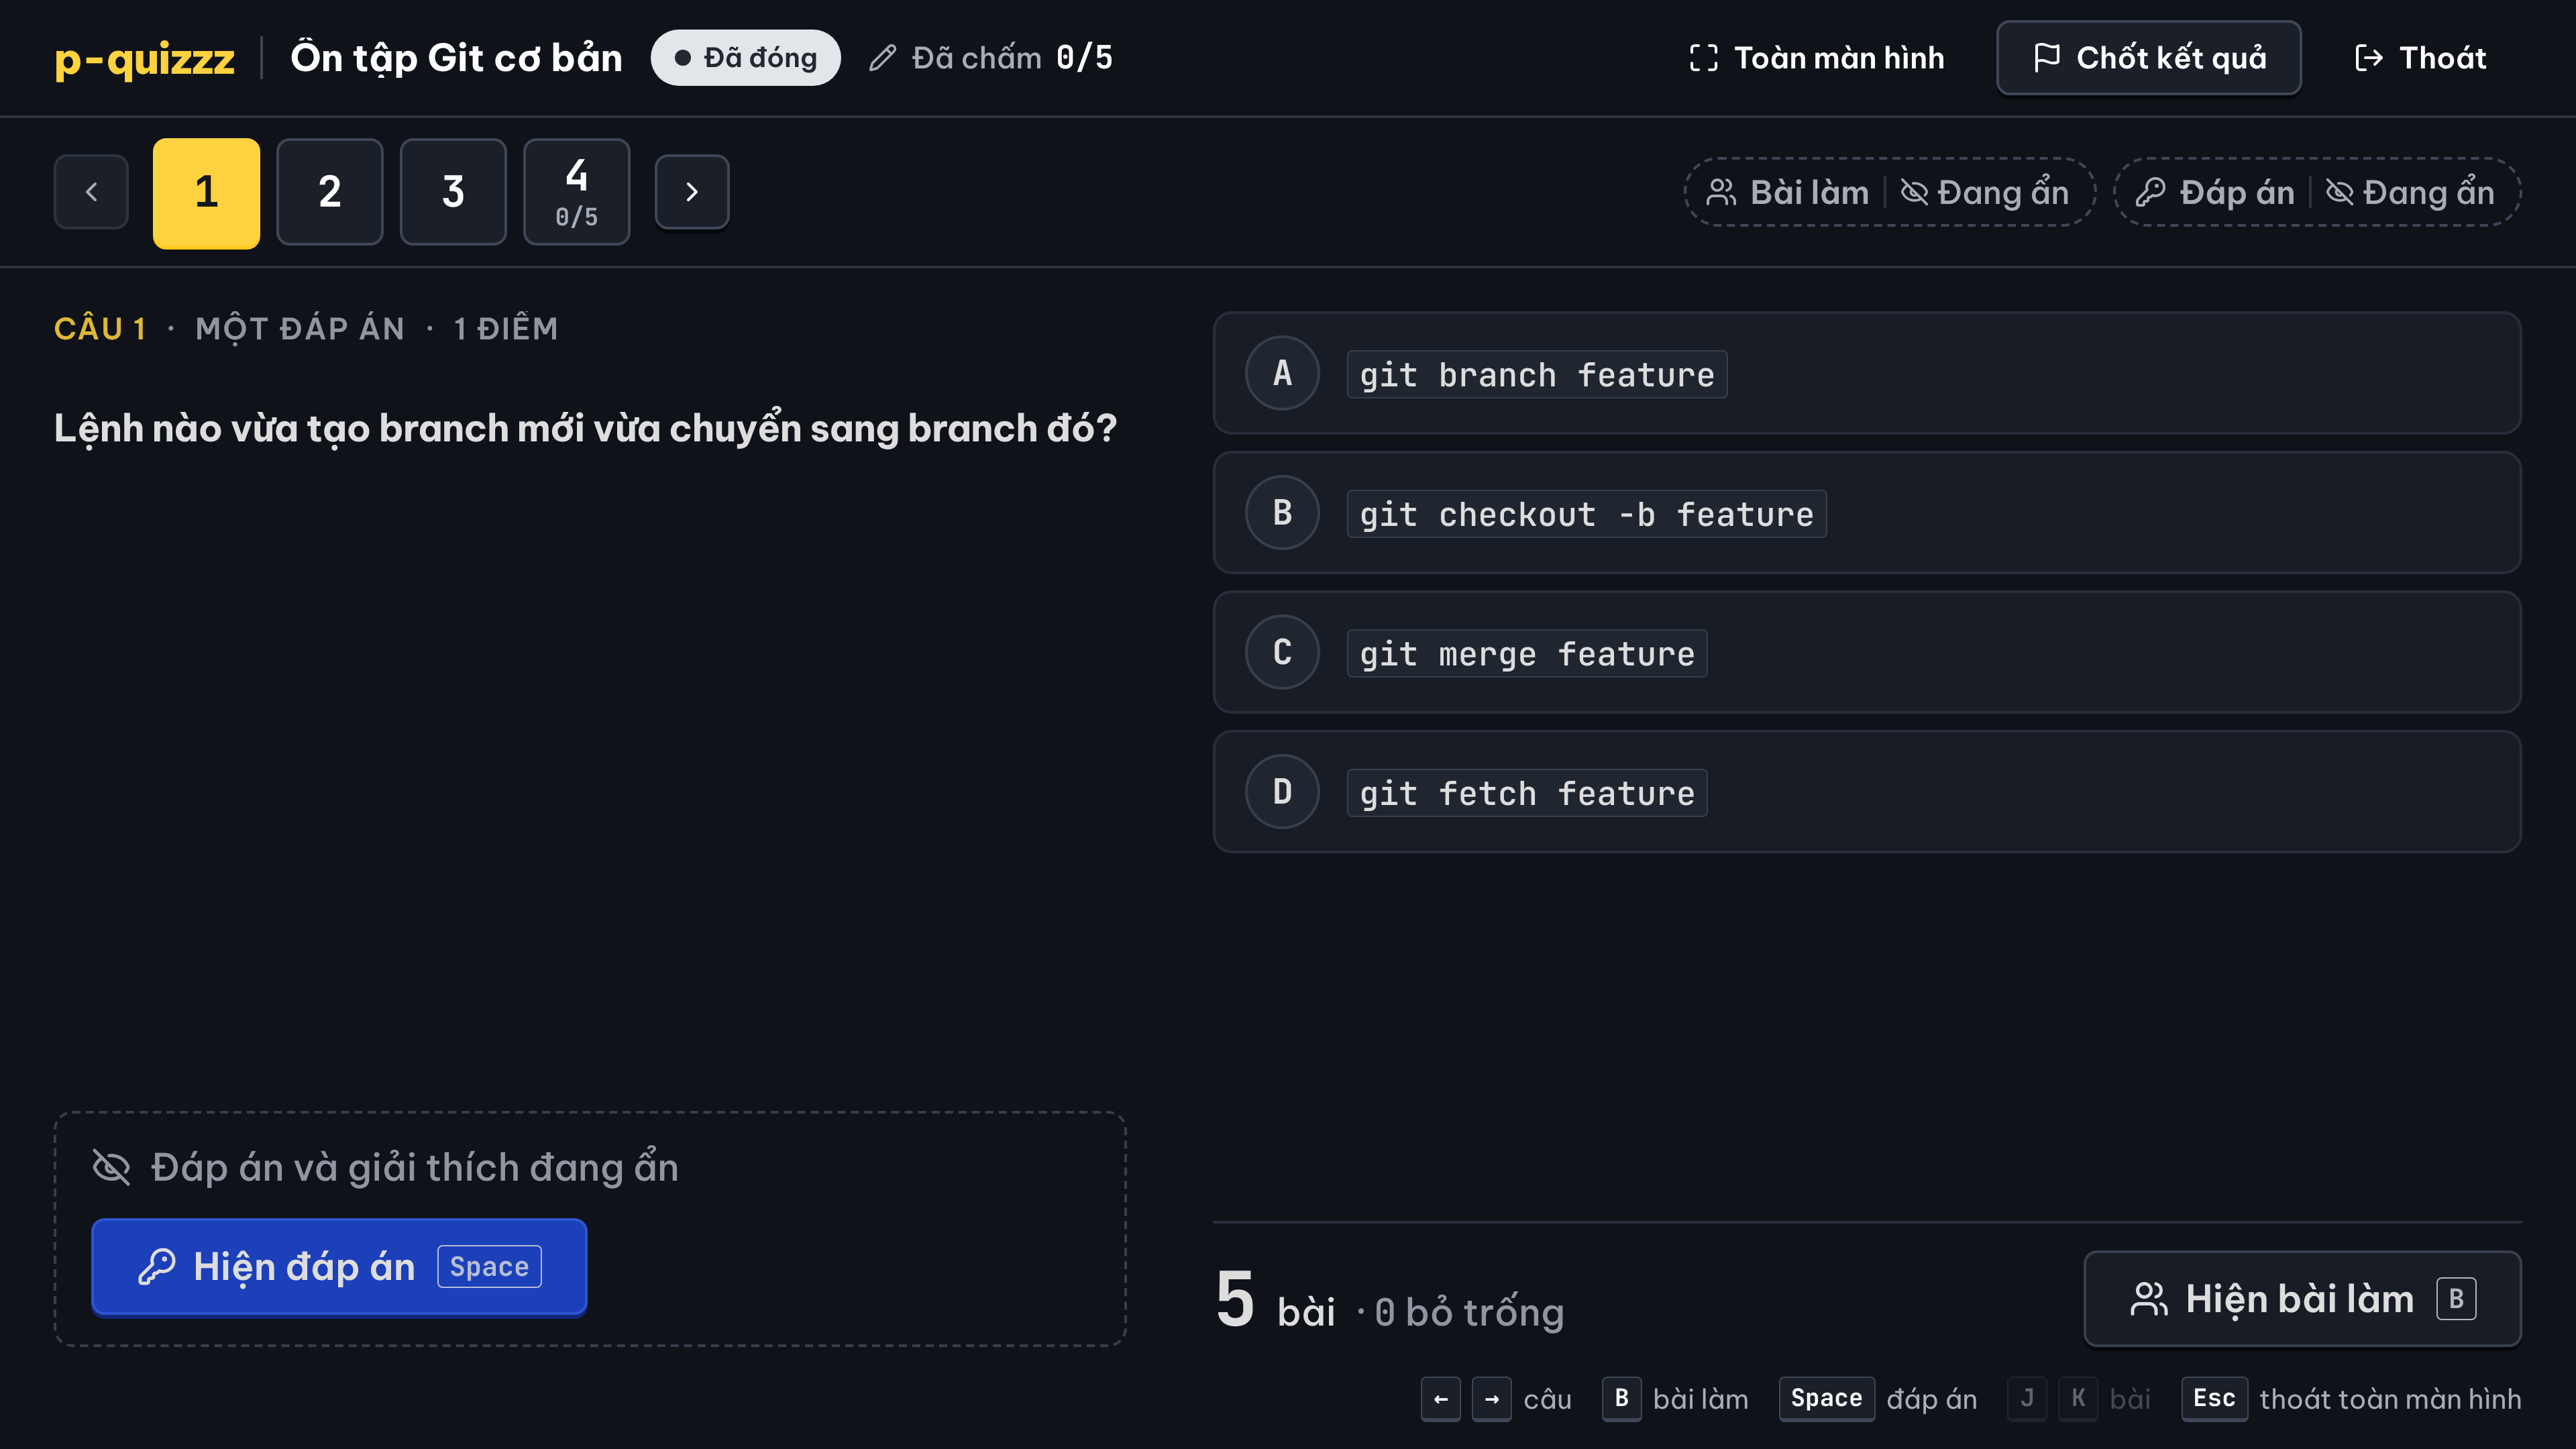 p-quizzz Ôn tập Git cơ bản Đã đóng Đã chấm 0/5 Toàn màn hình Chốt kết quả Thoát
1 2 3 4 Bài làm Đang ẩn Đáp án Đang ẩn
0/5
CÂU 1 · MỘT ĐÁP ÁN · 1 ĐIỂM
Lệnh nào vừa tạo branch mới vừa chuyển sang branch đó?
A git branch feature
B git checkout -b feature
C git merge feature
D git fetch feature
Đáp án và giải thích đang ẩn
Hiện đáp án Space
5 bài · 0 bỏ trống Hiện bài làm B
← → câu B bài làm Space đáp án J K bài Esc thoát toàn màn hình